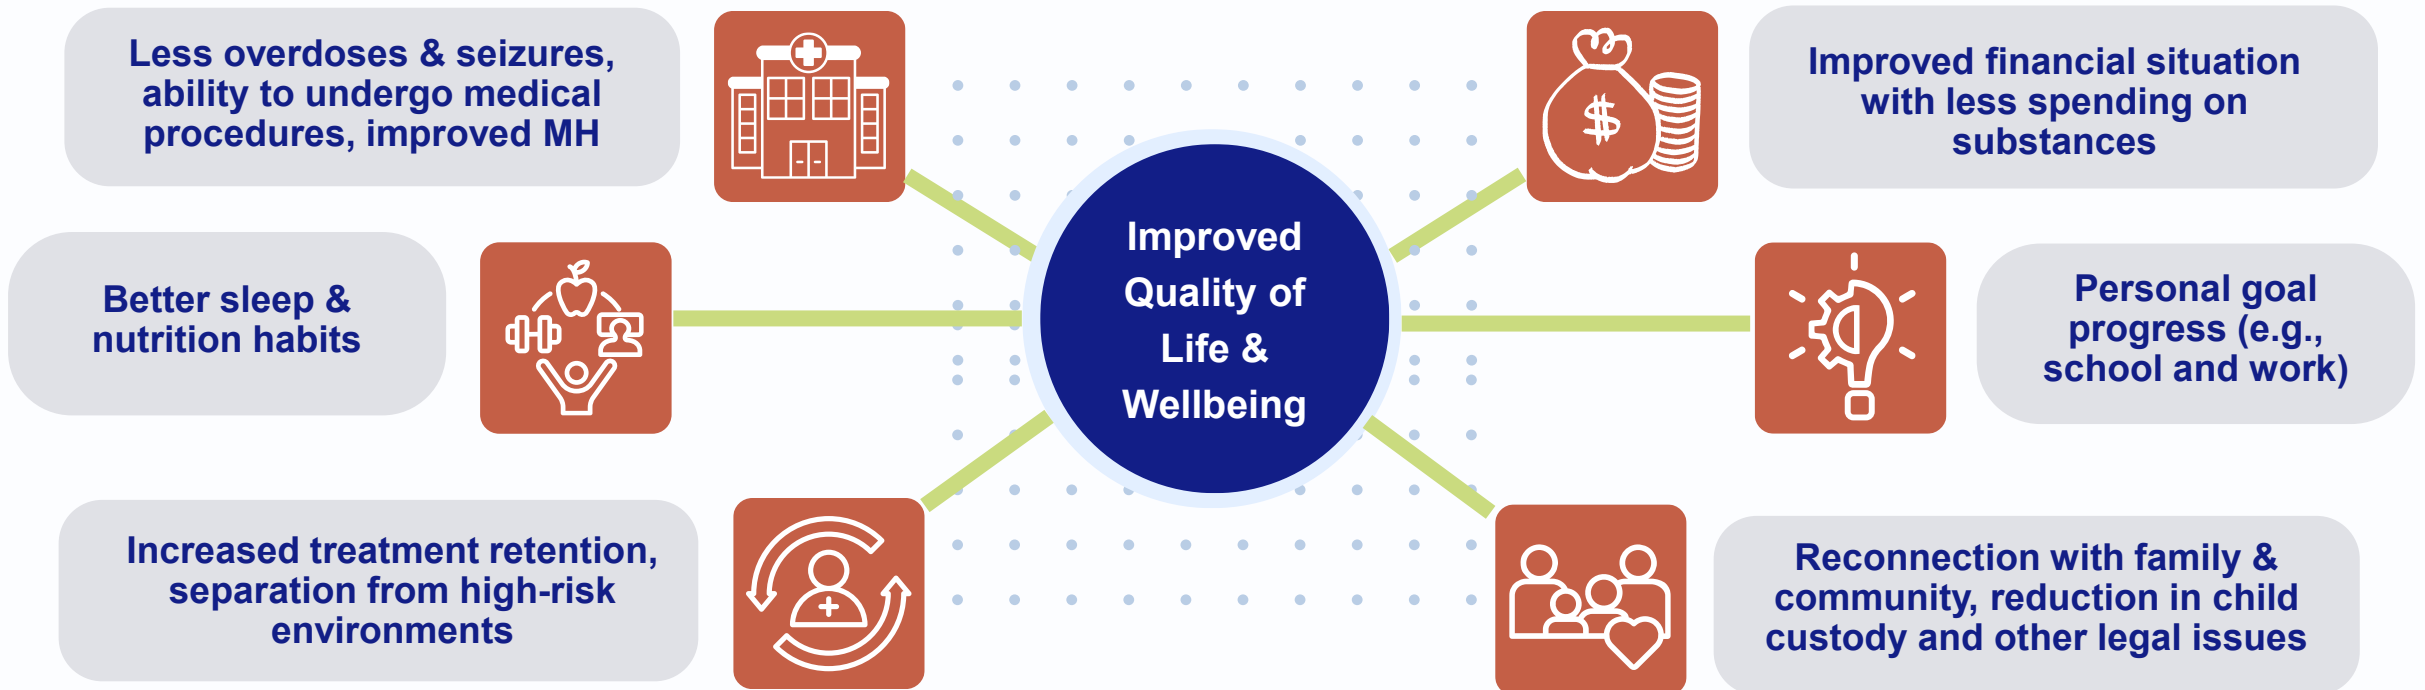 Less overdoses & seizures,
ability to undergo medical
procedures, improved MH
Better sleep &
nutrition habits
Increased treatment retention,
separation from high-risk
environments
Improved
Quality of
Life &
Wellbeing
$
Improved financial situation
with less spending on
substances
Personal goal
progress (e.g.,
school and work)
Reconnection with family &
community, reduction in child
custody and other legal issues